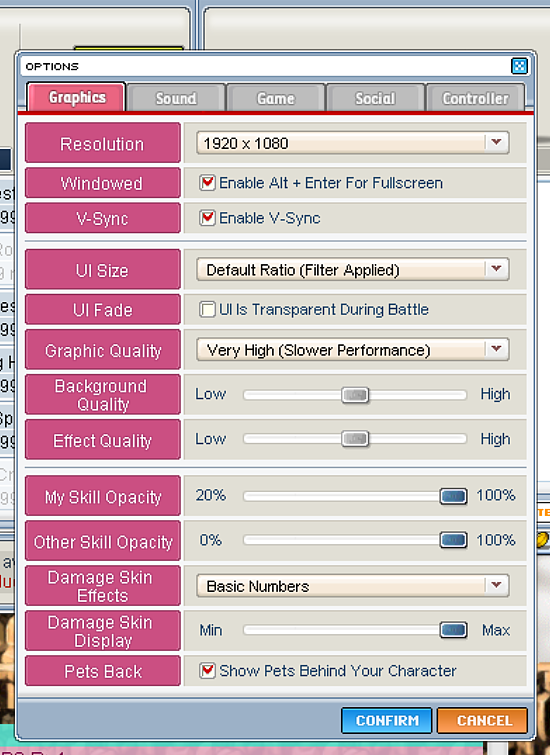 OPTIONS
Graphics Sound Game Social Controller
Resolution 1920 x 1080
Windowed Enable Alt + Enter For Fullscreen
V-Sync Enable V-Sync
UI Size Default Ratio (Filter Applied)
UI Fade UI Is Transparent During Battle
Graphic Quality Very High (Slower Performance)
Background
Quality
Low High
Effect Quality Low High
My Skill Opacity 20% 100%
Other Skill Opacity 0% 100%
Damage Skin
Effects
Basic Numbers
Damage Skin
Display
Min Max
Pets Back Show Pets Behind Your Character
CONFIRM CANCEL